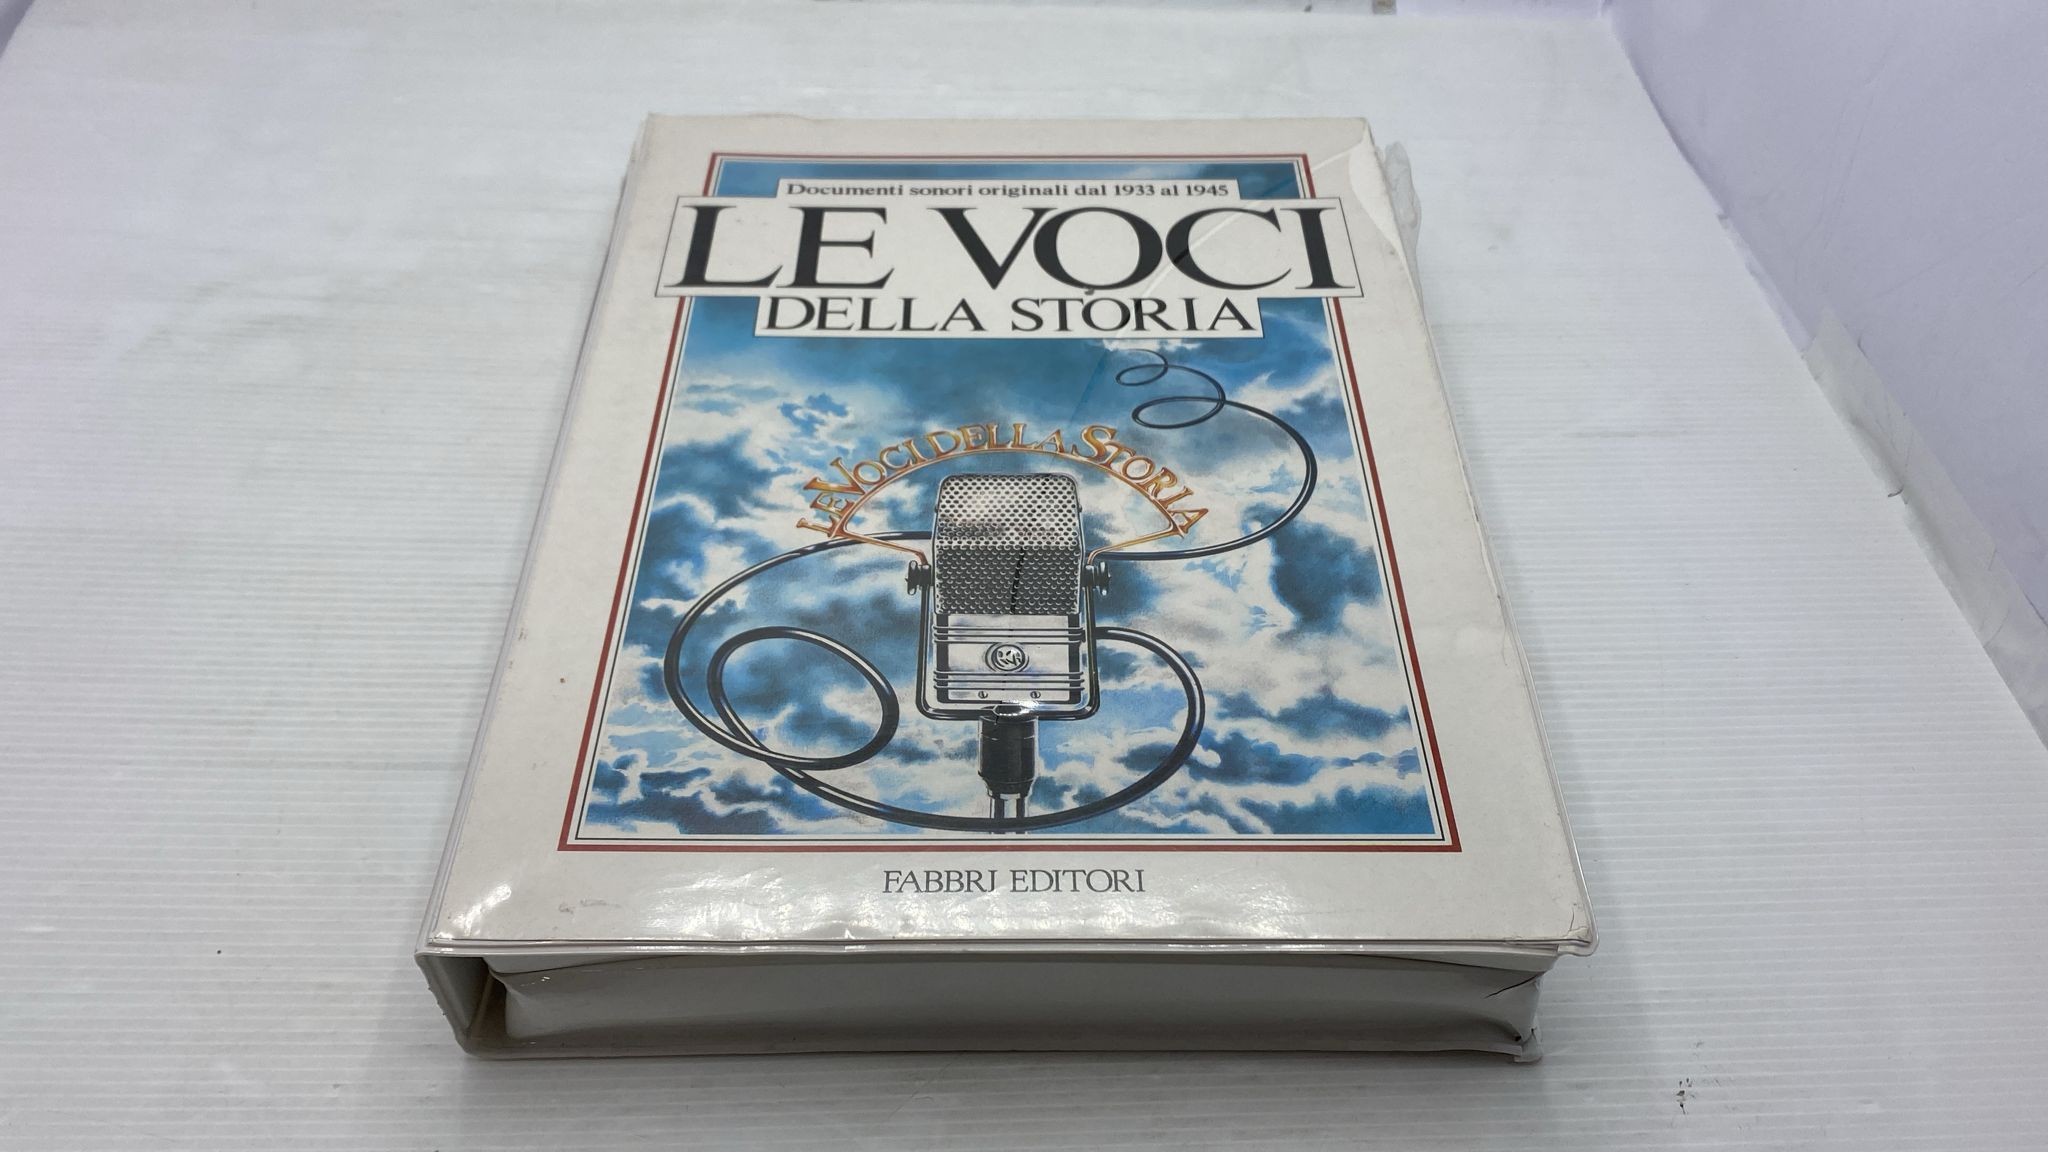 Documenti sonori originali dal 1933 al 1945
LE VOCI
DELLA STORIA
LE VOCI DELLA STORIA
FABBRI EDITORI